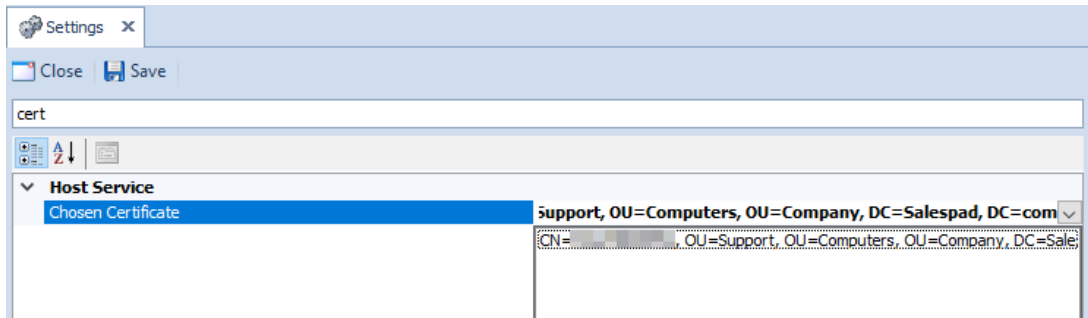 Settings x
Close Save
cert
A
Z
Host Service
Chosen Certificate Support, OU=Computers, OU=Company, DC=Salespad, DC=com
CN= , OU=Support, OU=Computers, OU=Company, DC=Sale